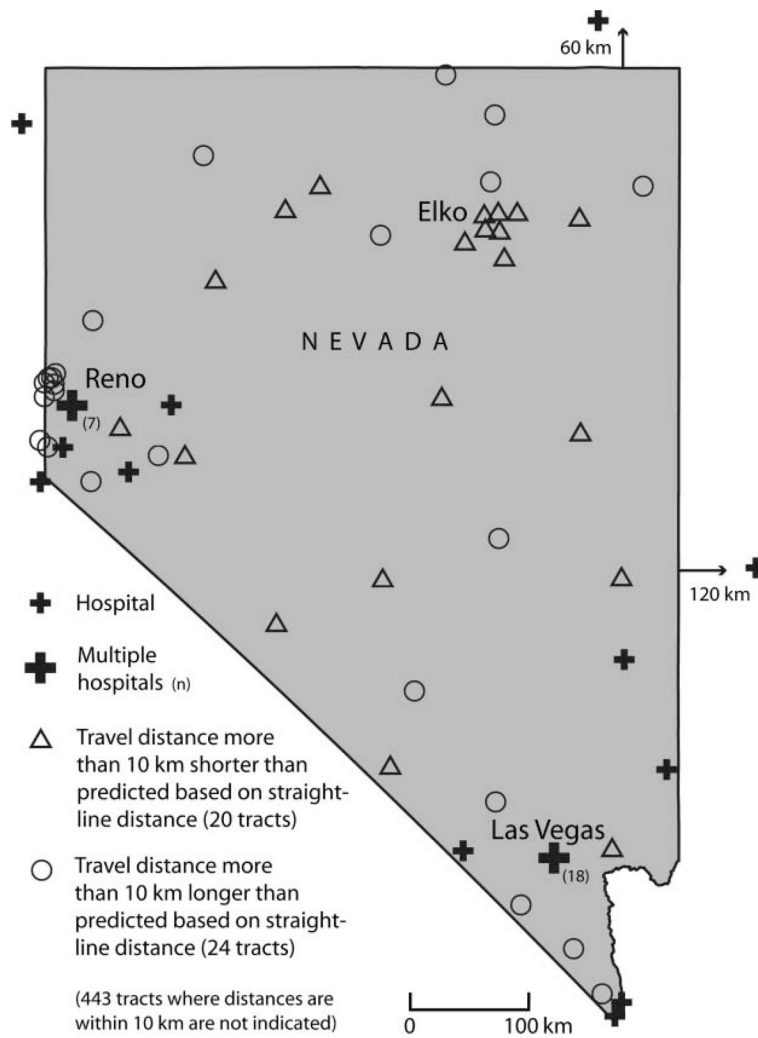 60 km
Elko
N E V A D A
Reno
(7)
120 km
Hospital
Multiple
hospitals (n)
Travel distance more
than 10 km shorter than
predicted based on straight-
line distance (20 tracts)
Las Vegas
(18)
Travel distance more
than 10 km longer than
predicted based on straight-
line distance (24 tracts)
(443 tracts where distances are
within 10 km are not indicated)
0 100 km